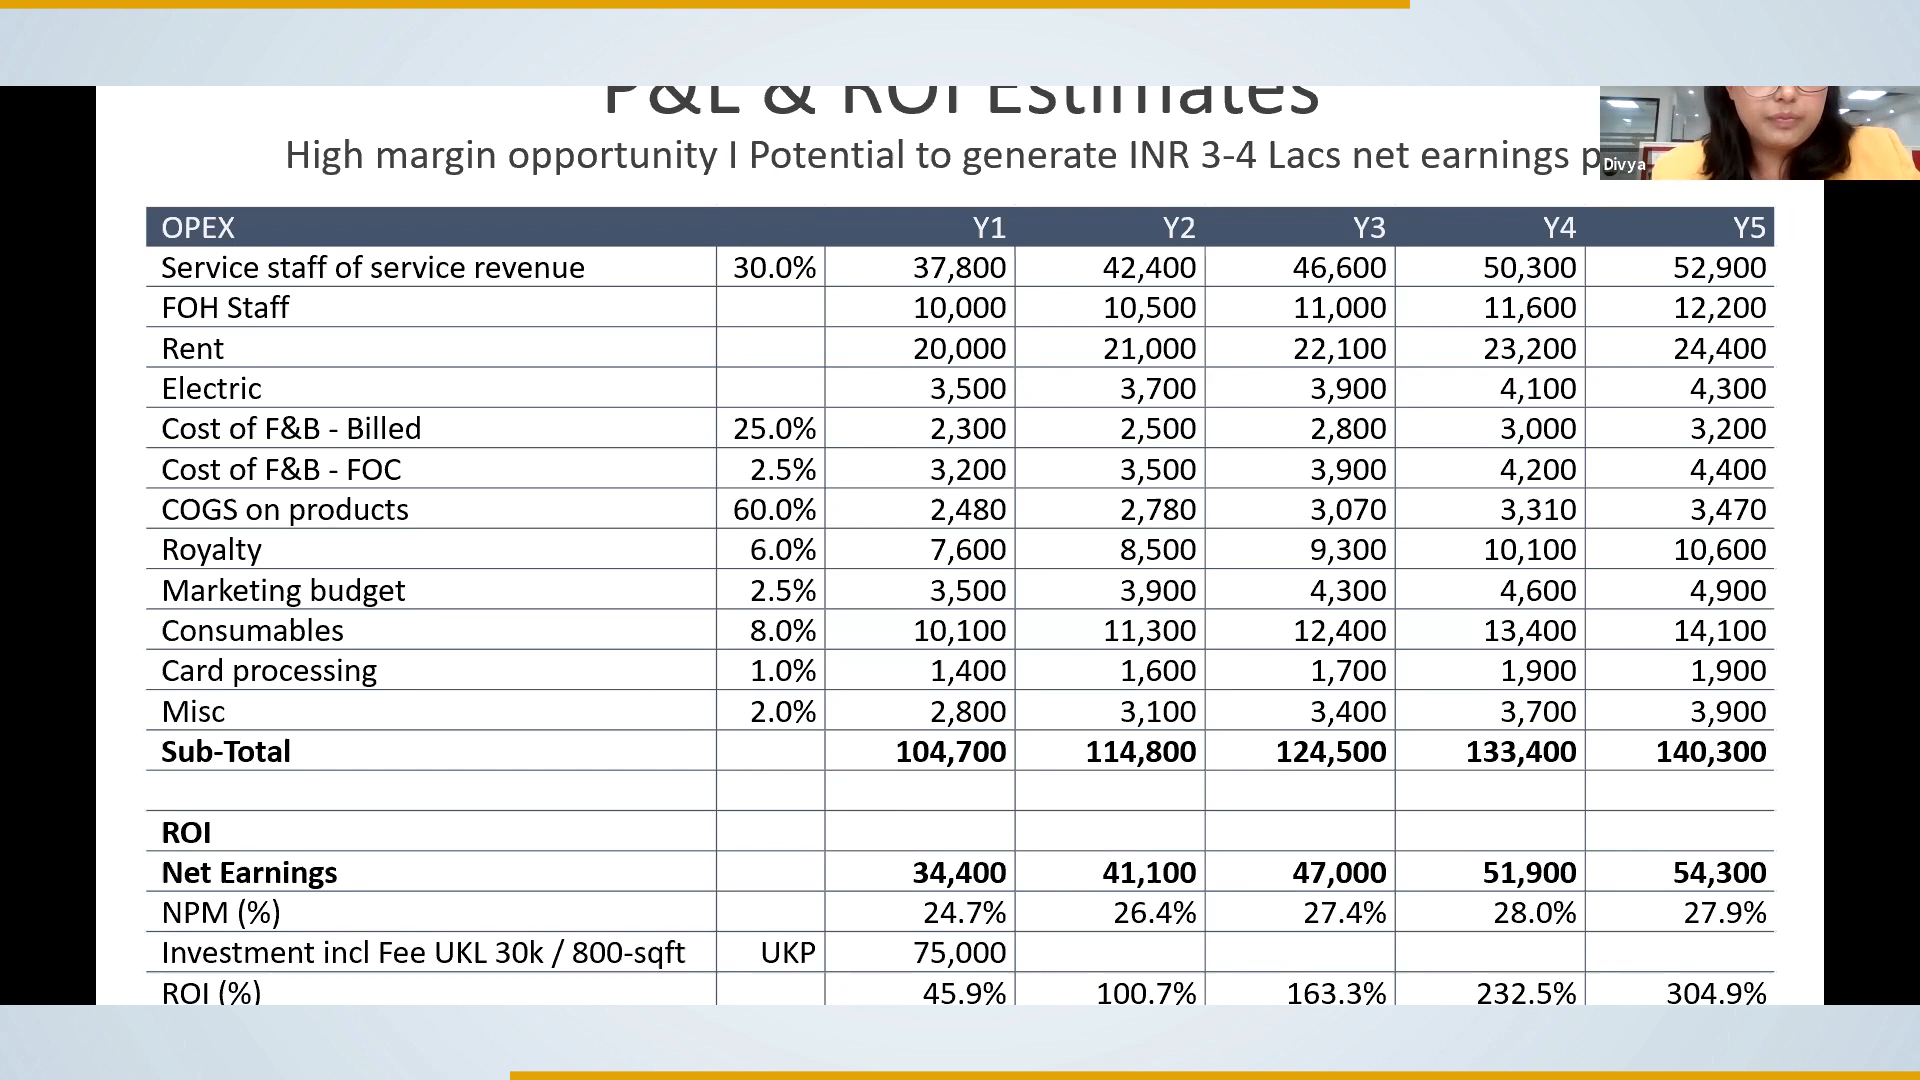 P&L & ROI Estimates
High margin opportunity I Potential to generate INR 3-4 Lacs net earnings
Divya
OPEX Y1 Y2 Y3 Y4 Y5
Service staff of service revenue 30.0% 37,800 42,400 46,600 50,300 52,900
FOH Staff 10,000 10,500 11,000 11,600 12,200
Rent 20,000 21,000 22,100 23,200 24,400
Electric 3,500 3,700 3,900 4,100 4,300
Cost of F&B - Billed 25.0% 2,300 2,500 2,800 3,000 3,200
Cost of F&B - FOC 2.5% 3,200 3,500 3,900 4,200 4,400
COGS on products 60.0% 2,480 2,780 3,070 3,310 3,470
Royalty 6.0% 7,600 8,500 9,300 10,100 10,600
Marketing budget 2.5% 3,500 3,900 4,300 4,600 4,900
Consumables 8.0% 10,100 11,300 12,400 13,400 14,100
Card processing 1.0% 1,400 1,600 1,700 1,900 1,900
Misc 2.0% 2,800 3,100 3,400 3,700 3,900
Sub-Total 104,700 114,800 124,500 133,400 140,300
ROI
Net Earnings 34,400 41,100 47,000 51,900 54,300
NPM (%) 24.7% 26.4% 27.4% 28.0% 27.9%
Investment incl Fee UKL 30k / 800-sqft UKP 75,000
ROI (%) 45.9% 100.7% 163.3% 232.5% 304.9%